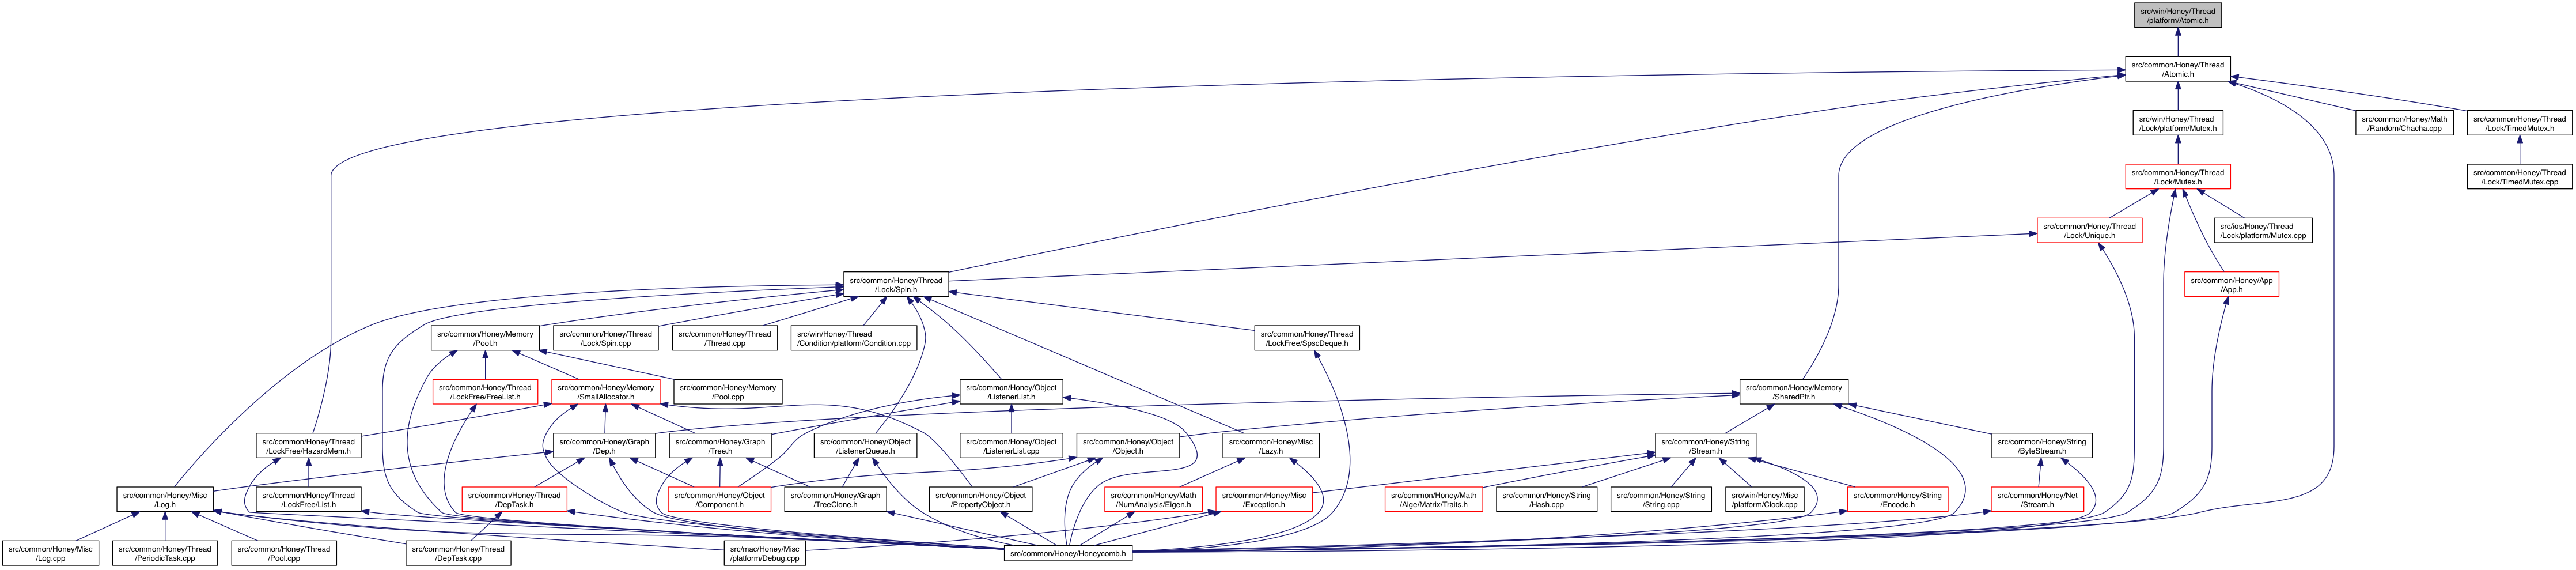 src/win/Honey/Thread
/platform/Atomic.h
src/common/Honey/Thread
/Atomic.h
src/win/Honey/Thread
/Lock/platform/Mutex.h
src/common/Honey/Math
/Random/Chacha.cpp
src/common/Honey/Thread
/Lock/TimedMutex.h
src/common/Honey/Thread
/Lock/Mutex.h
src/common/Honey/Thread
/Lock/TimedMutex.cpp
src/common/Honey/Thread
/Lock/Unique.h
src/ios/Honey/Thread
/Lock/platform/Mutex.cpp
src/common/Honey/Thread
/Lock/Spin.h
src/common/Honey/App
/App.h
src/common/Honey/Memory
/Pool.h
src/common/Honey/Thread
/Lock/Spin.cpp
src/common/Honey/Thread
/Thread.cpp
src/win/Honey/Thread
/Condition/platform/Condition.cpp
src/common/Honey/Thread
/LockFree/SpscDeque.h
src/common/Honey/Thread
/LockFree/FreeList.h
src/common/Honey/Memory
/SmallAllocator.h
src/common/Honey/Memory
/Pool.cpp
src/common/Honey/Object
/ListenerList.h
src/common/Honey/Memory
/SharedPtr.h
src/common/Honey/Thread
/LockFree/HazardMem.h
src/common/Honey/Graph
/Dep.h
src/common/Honey/Graph
/Tree.h
src/common/Honey/Object
/ListenerQueue.h
src/common/Honey/Object
/ListenerList.cpp
src/common/Honey/Object
/Object.h
src/common/Honey/Misc
/Lazy.h
src/common/Honey/String
/Stream.h
src/common/Honey/String
/ByteStream.h
src/common/Honey/Misc
/Log.h
src/common/Honey/Thread
/LockFree/List.h
src/common/Honey/Thread
/DepTask.h
src/common/Honey/Object
/Component.h
src/common/Honey/Graph
/TreeClone.h
src/common/Honey/Object
/PropertyObject.h
src/common/Honey/Math
/NumAnalysis/Eigen.h
src/common/Honey/Misc
/Exception.h
src/common/Honey/Math
/Alge/Matrix/Traits.h
src/common/Honey/String
/Hash.cpp
src/common/Honey/String
/String.cpp
src/win/Honey/Misc
/platform/Clock.cpp
src/common/Honey/String
/Encode.h
src/common/Honey/Net
/Stream.h
src/common/Honey/Misc
/Log.cpp
src/common/Honey/Thread
/PeriodicTask.cpp
src/common/Honey/Thread
/Pool.cpp
src/common/Honey/Thread
/DepTask.cpp
src/mac/Honey/Misc
/platform/Debug.cpp
src/common/Honey/Honeycomb.h